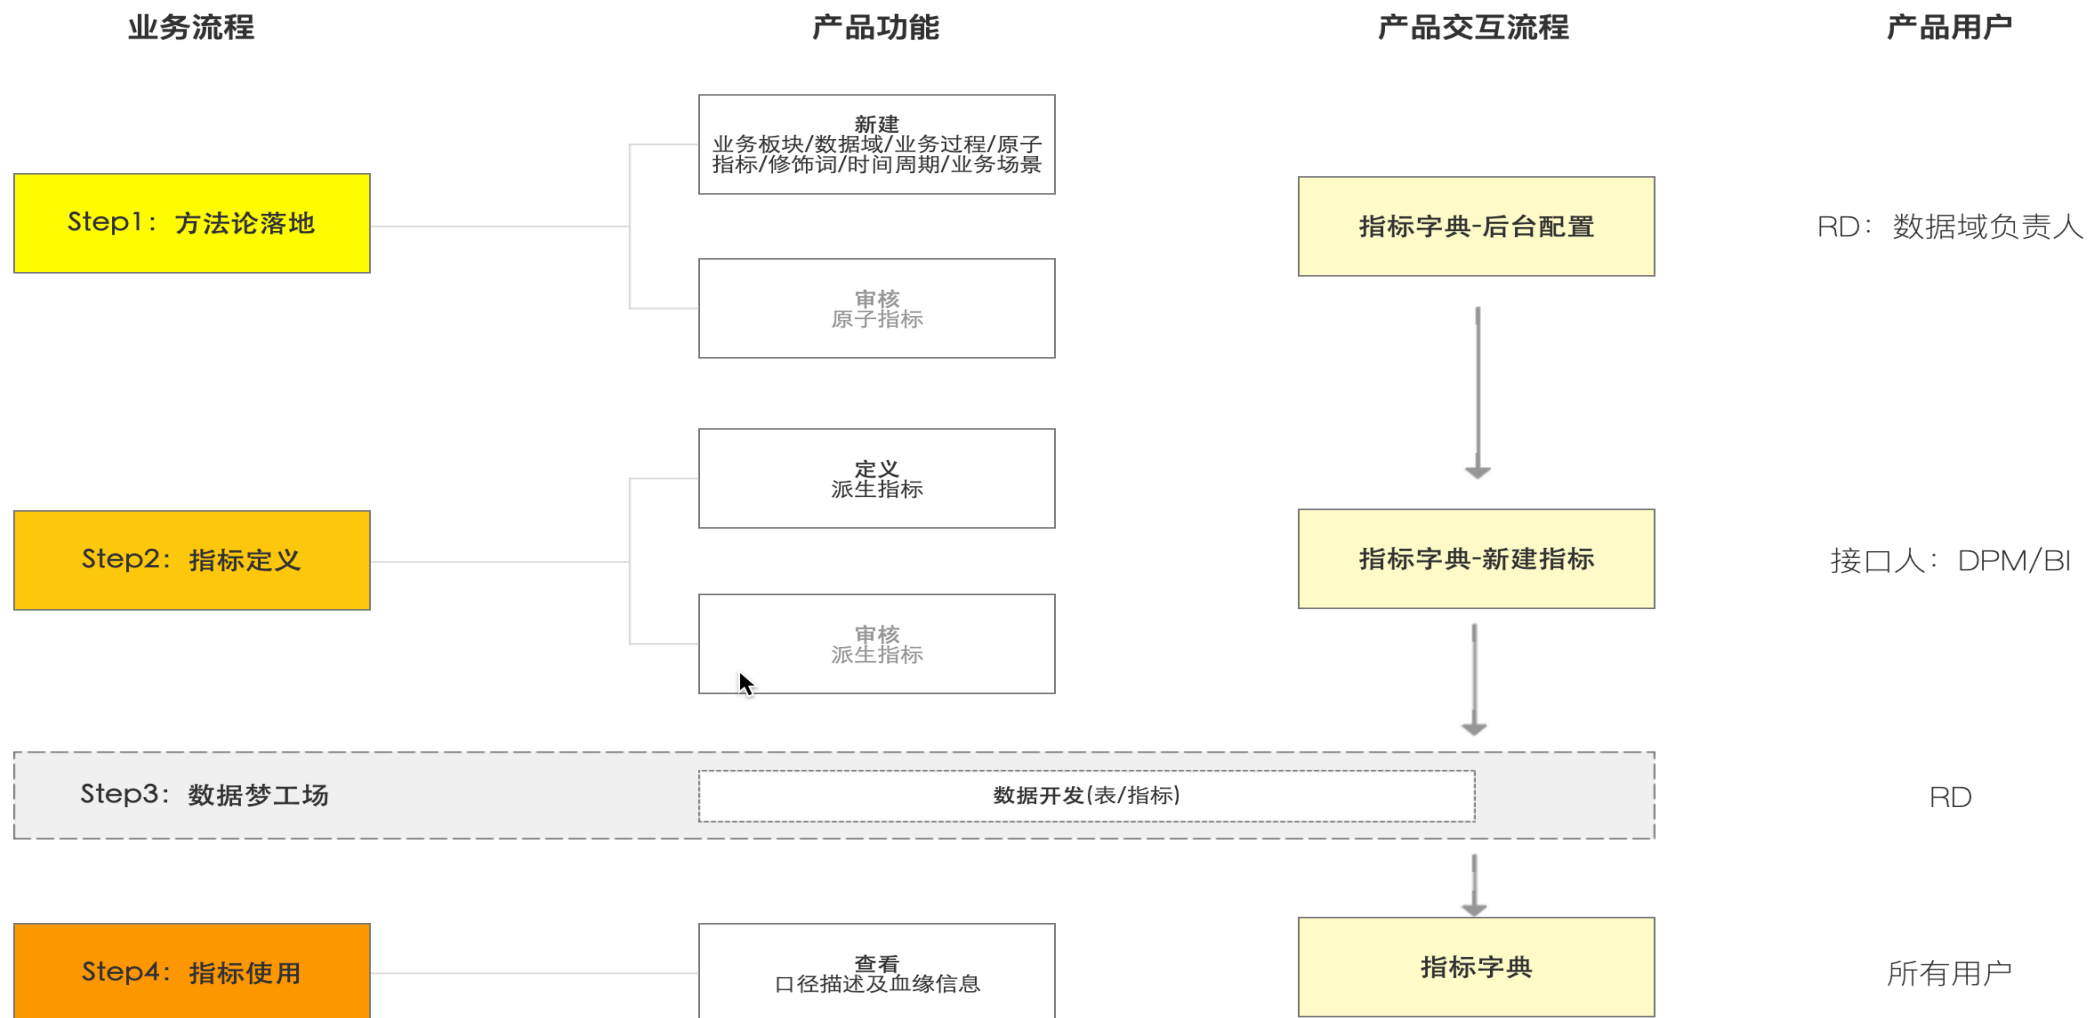 业务流程
产品功能
产品交互流程
产品用户
新建
业务板块/数据域/业务过程/原子
指标/修饰词/时间周期/业务场景
Step1：方法论落地
指标字典-后台配置
RD：数据域负责人
审核
原子指标
定义
派生指标
Step2：指标定义
指标字典-新建指标
接口人：DPM/BI
审核
派生指标
Step3：数据梦工场
数据开发(表/指标)
RD
Step4：指标使用
查看
口径描述及血缘信息
指标字典
所有用户